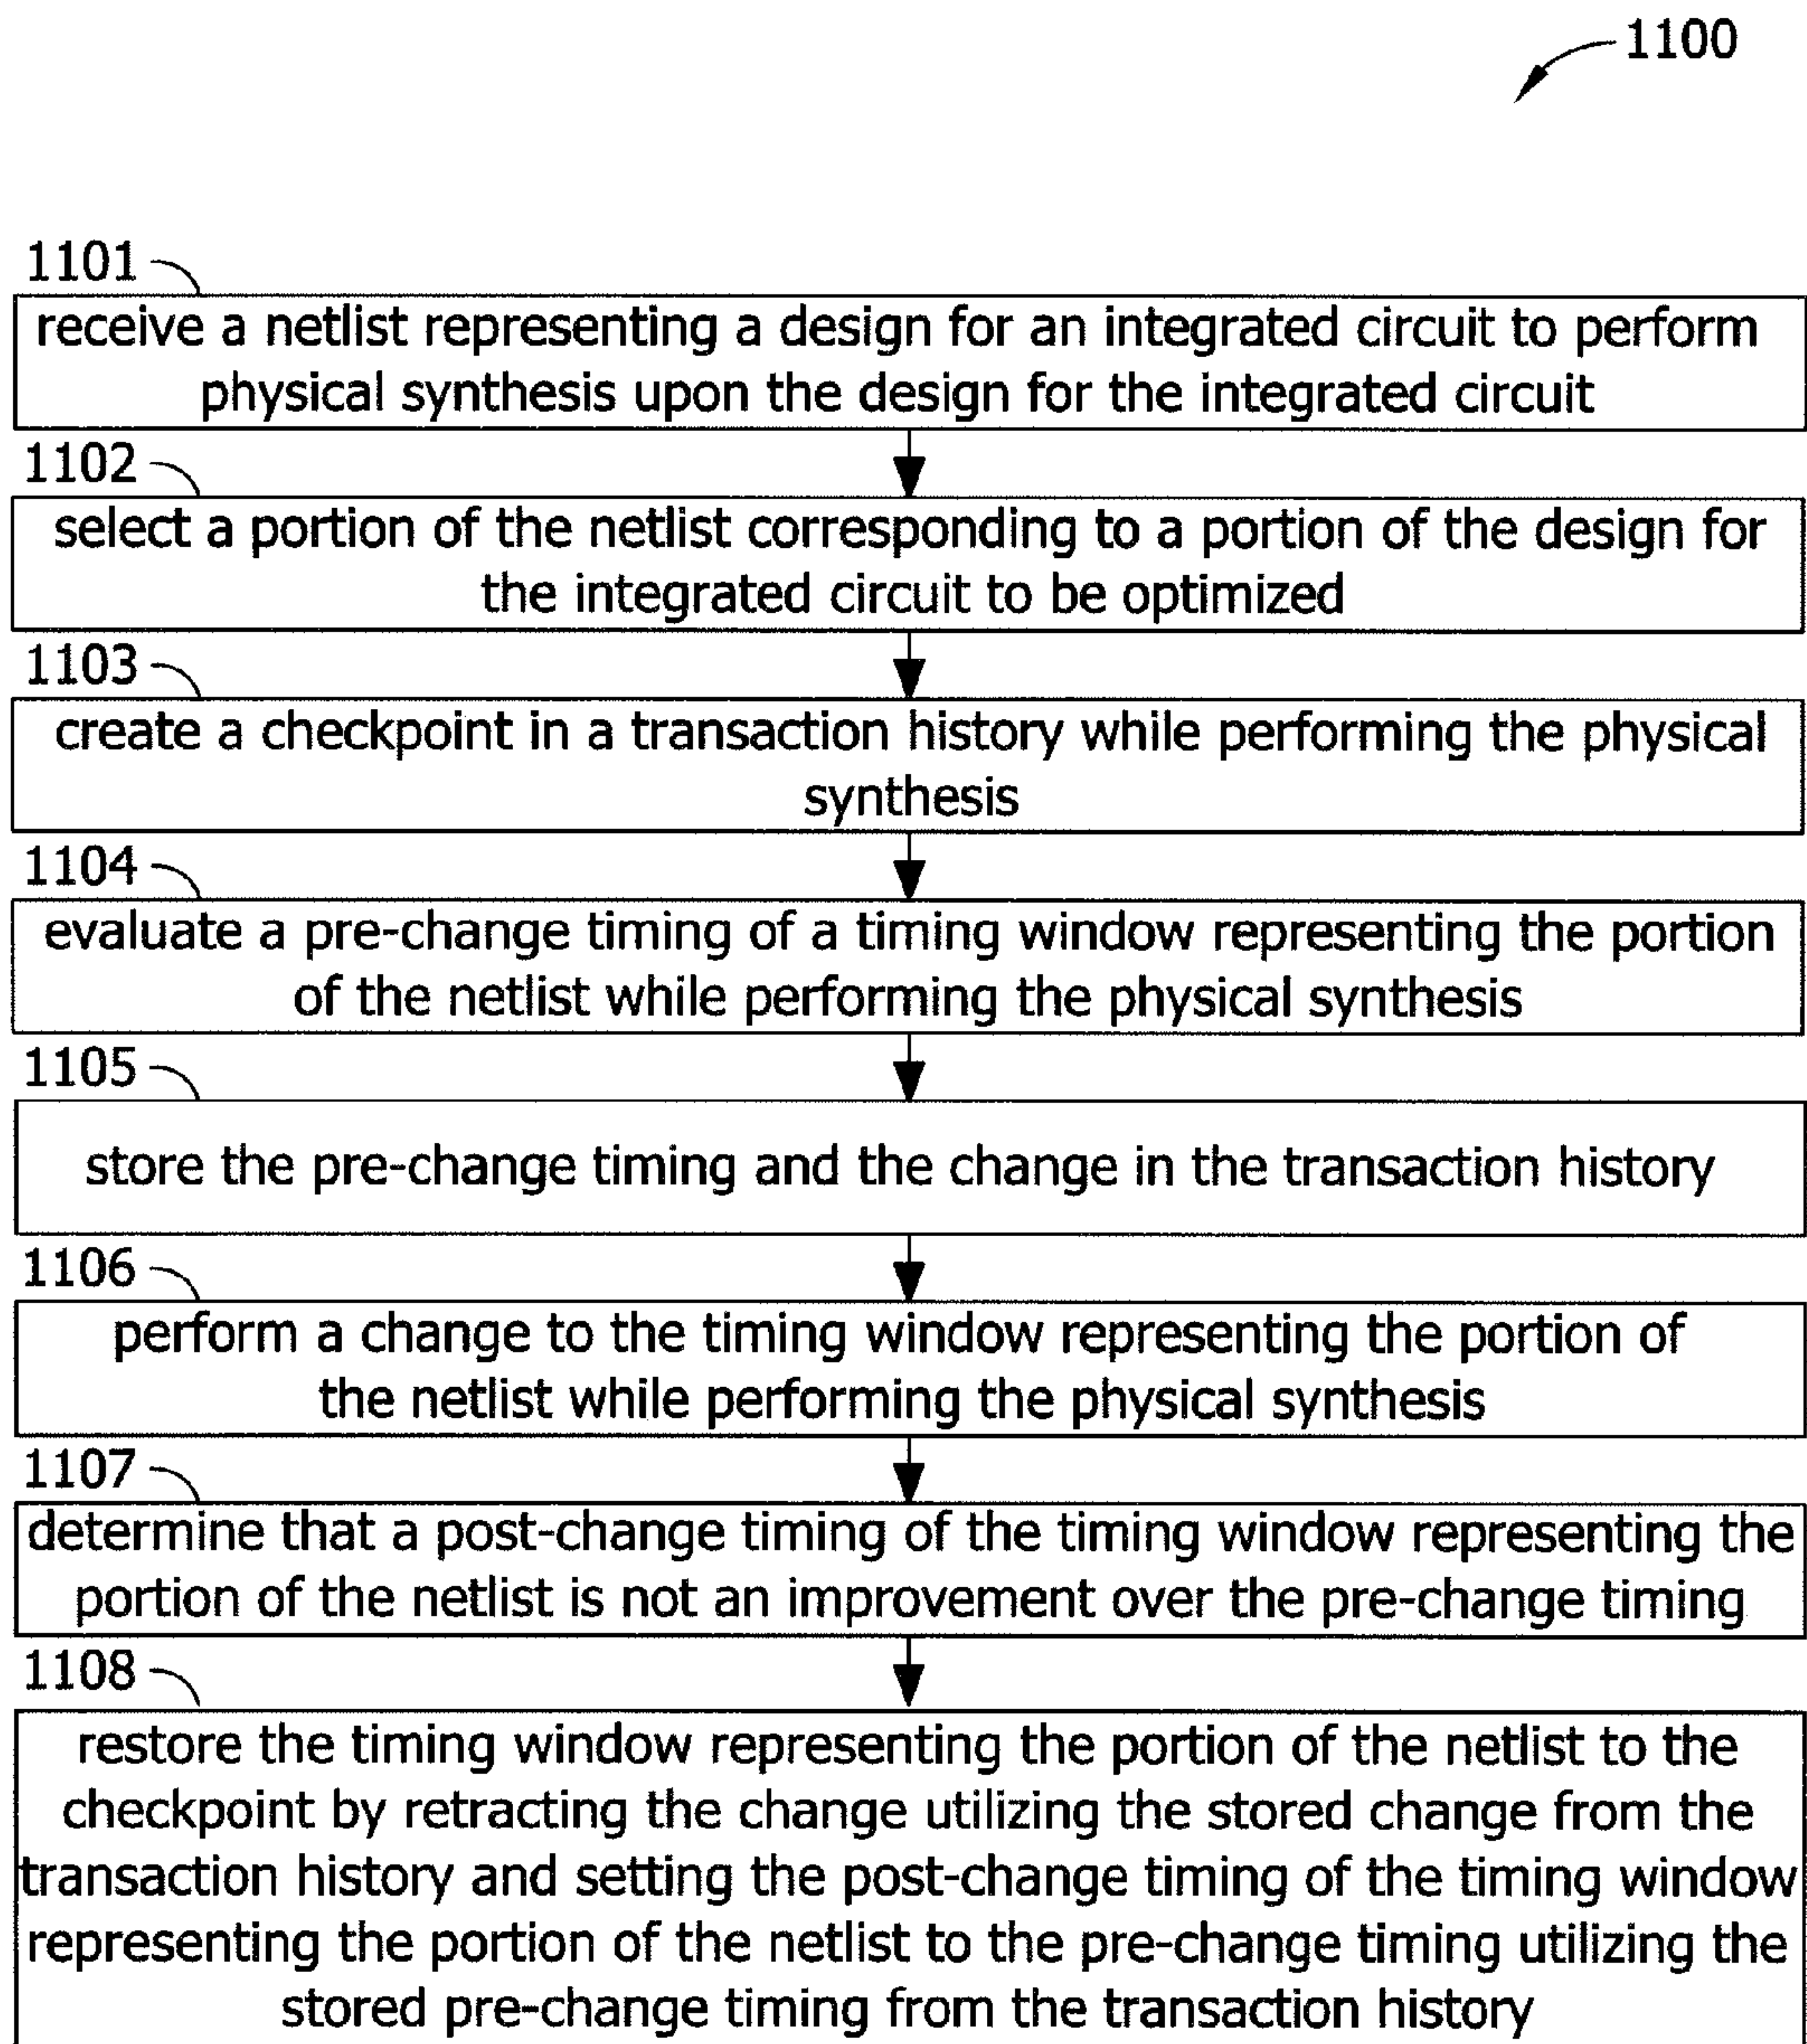 1100
1101
receive a netlist representing a design for an integrated circuit to perform
physical synthesis upon the design for the integrated circuit
1102
select a portion of the netlist corresponding to a portion of the design for
the integrated circuit to be optimized
1103
create a checkpoint in a transaction history while performing the physical
synthesis
1104
evaluate a pre-change timing of a timing window representing the portion
of the netlist while performing the physical synthesis
1105
store the pre-change timing and the change in the transaction history
1106
perform a change to the timing window representing the portion of
the netlist while performing the physical synthesis
1107
determine that a post-change timing of the timing window representing the
portion of the netlist is not an improvement over the pre-change timing
1108
restore the timing window representing the portion of the netlist to the
checkpoint by retracting the change utilizing the stored change from the
transaction history and setting the post-change timing of the timing window
representing the portion of the netlist to the pre-change timing utilizing the
stored pre-change timing from the transaction history